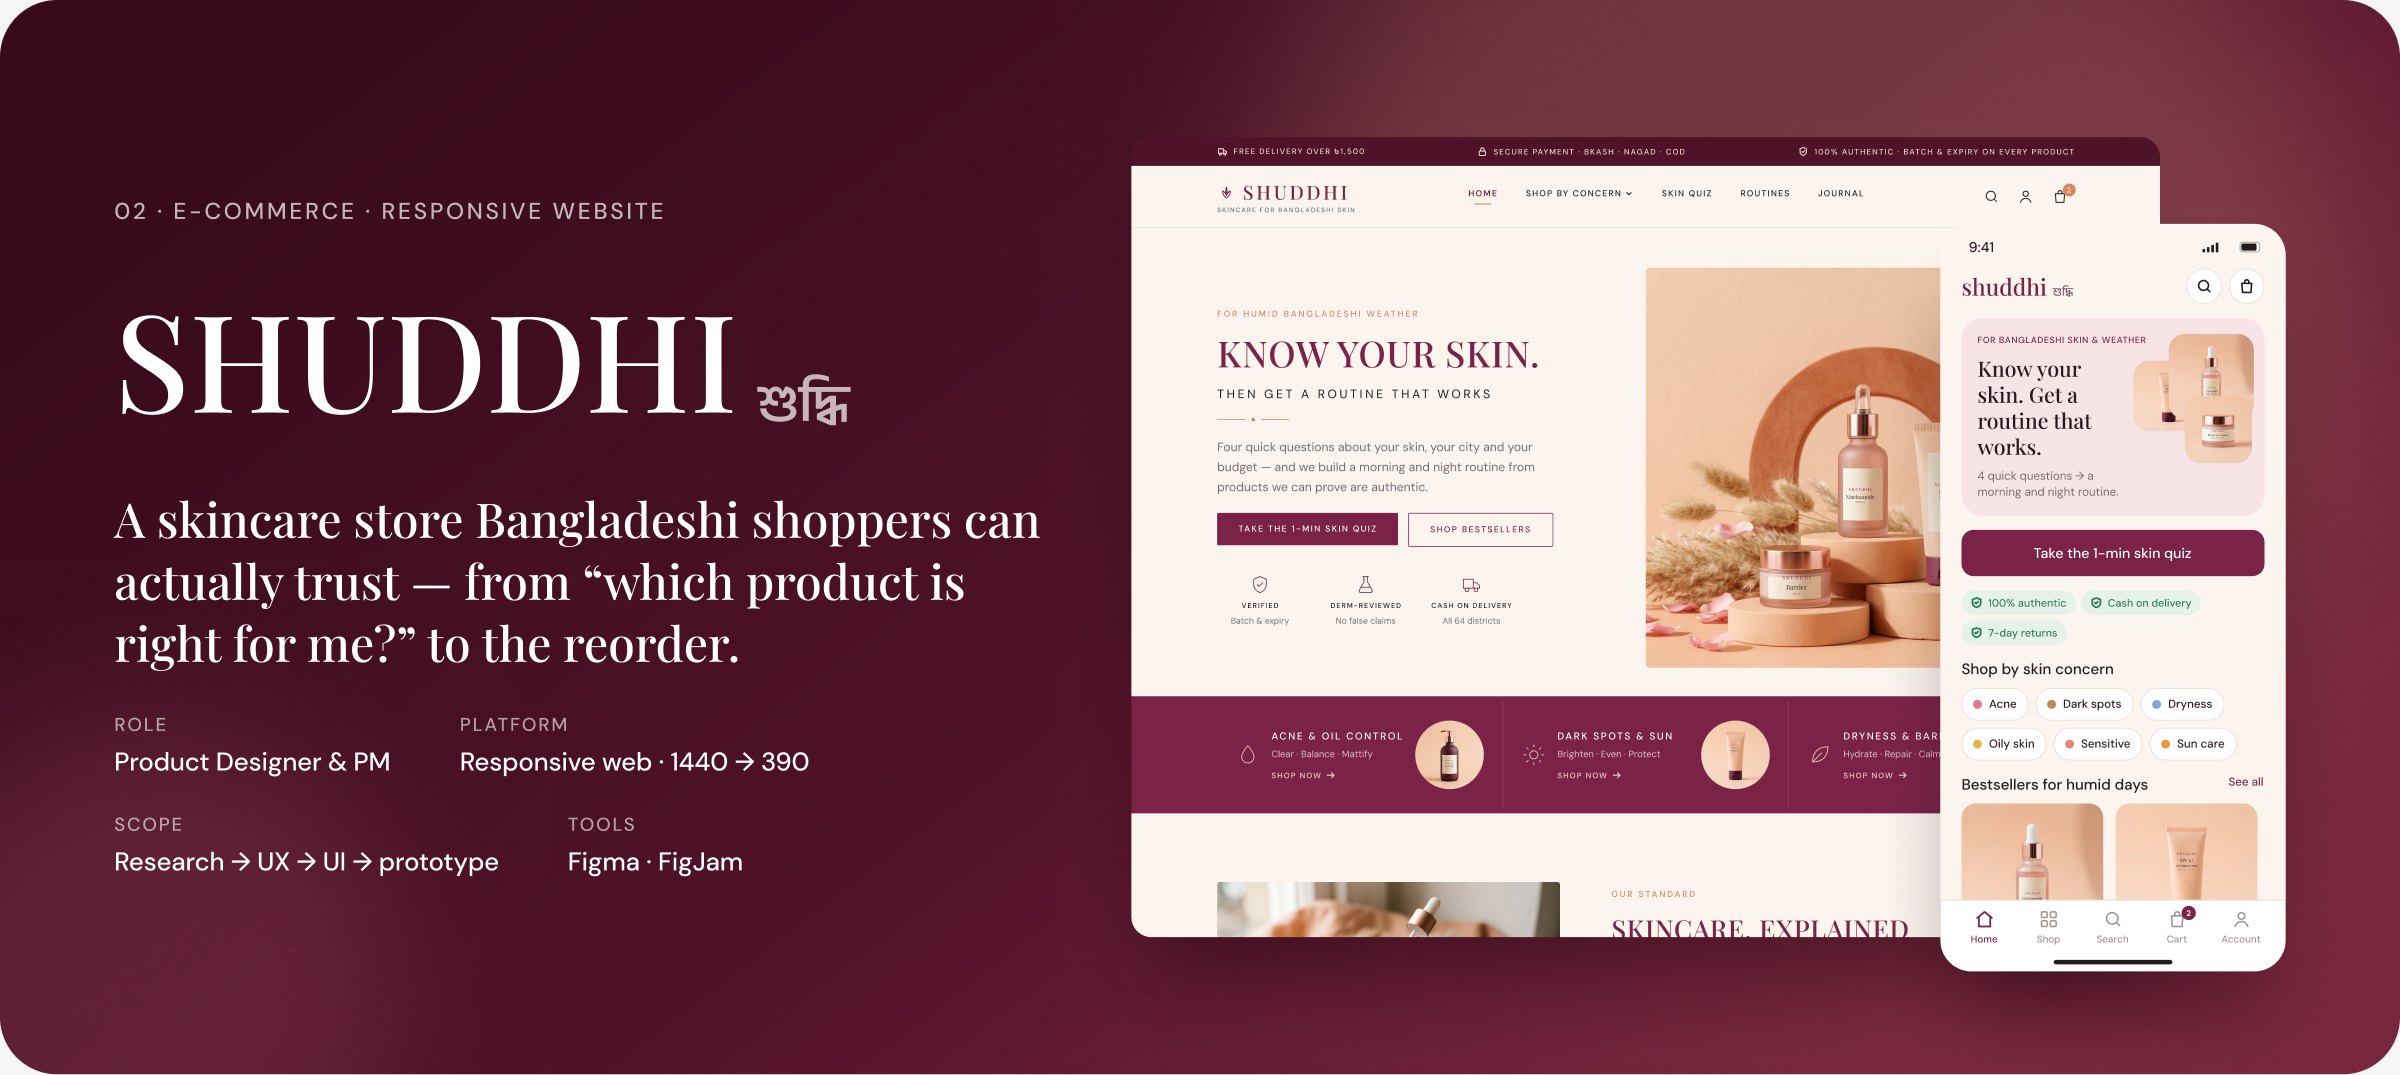 02 · E-COMMERCE · RESPONSIVE WEBSITE
SHUDDHI শুদ্ধি
A skincare store Bangladeshi shoppers can
actually trust — from “which product is
right for me?” to the reorder.
ROLE
Product Designer & PM
PLATFORM
Responsive web · 1440 → 390
SCOPE
Research → UX → UI → prototype
TOOLS
Figma · FigJam
FREE DELIVERY OVER ৳1,500
SECURE PAYMENT · BKASH · NAGAD · COD
100% AUTHENTIC · BATCH & EXPIRY ON EVERY PRODUCT
SHUDDHI
SKINCARE FOR BANGLADESHI SKIN
HOME
SHOP BY CONCERN
SKIN QUIZ
ROUTINES
JOURNAL
2
FOR HUMID BANGLADESHI WEATHER
KNOW YOUR SKIN.
THEN GET A ROUTINE THAT WORKS
Four quick questions about your skin, your city and your
budget — and we build a morning and night routine from
products we can prove are authentic.
TAKE THE 1-MIN SKIN QUIZ
SHOP BESTSELLERS
VERIFIED
Batch & expiry
DERM-REVIEWED
No false claims
CASH ON DELIVERY
All 64 districts
SHUDDHI
Niacinamide
SHUDDHI
Barrier
ACNE & OIL CONTROL
Clear · Balance · Mattify
SHOP NOW →
DARK SPOTS & SUN
Brighten · Even · Protect
SHOP NOW →
DRYNESS & BAR
Hydrate · Repair · Calm
SHOP NOW →
OUR STANDARD
SKINCARE, EXPLAINED
9:41
shuddhi শুদ্ধি
FOR BANGLADESHI SKIN & WEATHER
Know your
skin. Get a
routine that
works.
4 quick questions → a
morning and night routine.
Take the 1-min skin quiz
100% authentic
Cash on delivery
7-day returns
Shop by skin concern
Acne
Dark spots
Dryness
Oily skin
Sensitive
Sun care
Bestsellers for humid days
See all
Home
Shop
Search
2
Cart
Account